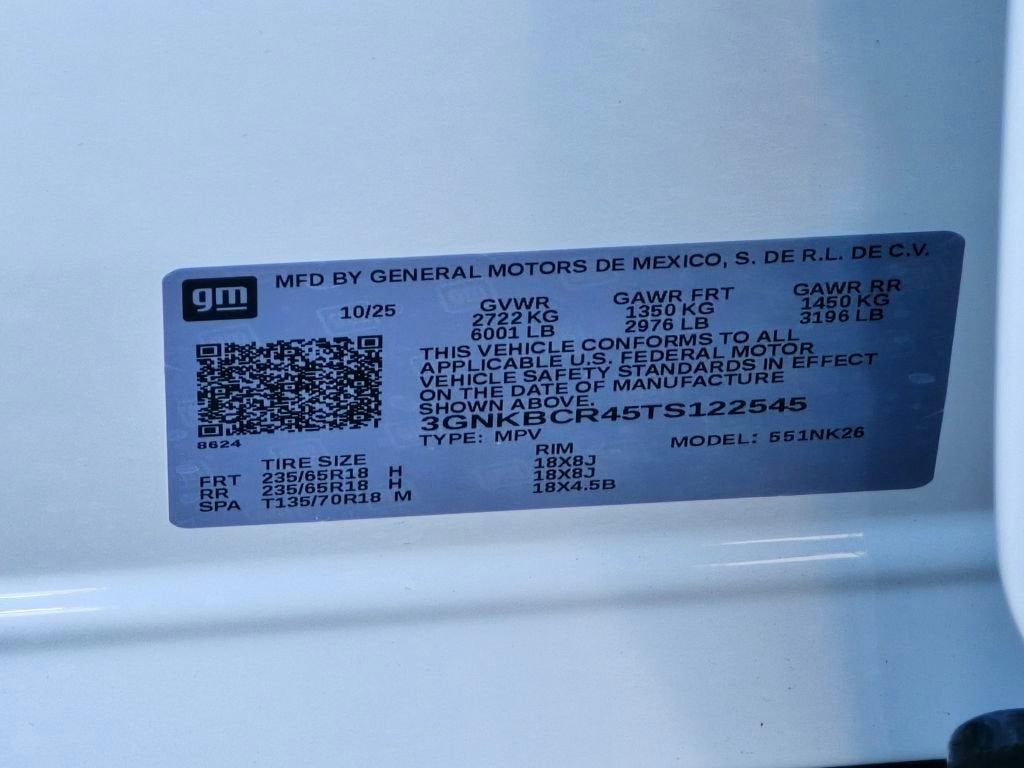 gm MFD BY GENERAL MOTORS DE MEXICO, S. DE R.L. DE C.V.
10/25 GVWR GAWR FRT GAWR RR
2722 KG 1350 KG 1450 KG
6001 LB 2976 LB 3196 LB
THIS VEHICLE CONFORMS TO ALL
APPLICABLE U.S. FEDERAL MOTOR
VEHICLE SAFETY STANDARDS IN EFFECT
ON THE DATE OF MANUFACTURE
SHOWN ABOVE.
3GNKBCR45TS122545
8624
TYPE: MPV MODEL: 551NK26
TIRE SIZE RIM
FRT 235/65R18 H 18X8J
RR 235/65R18 H 18X8J
SPA T135/70R18 M 18X4.5B